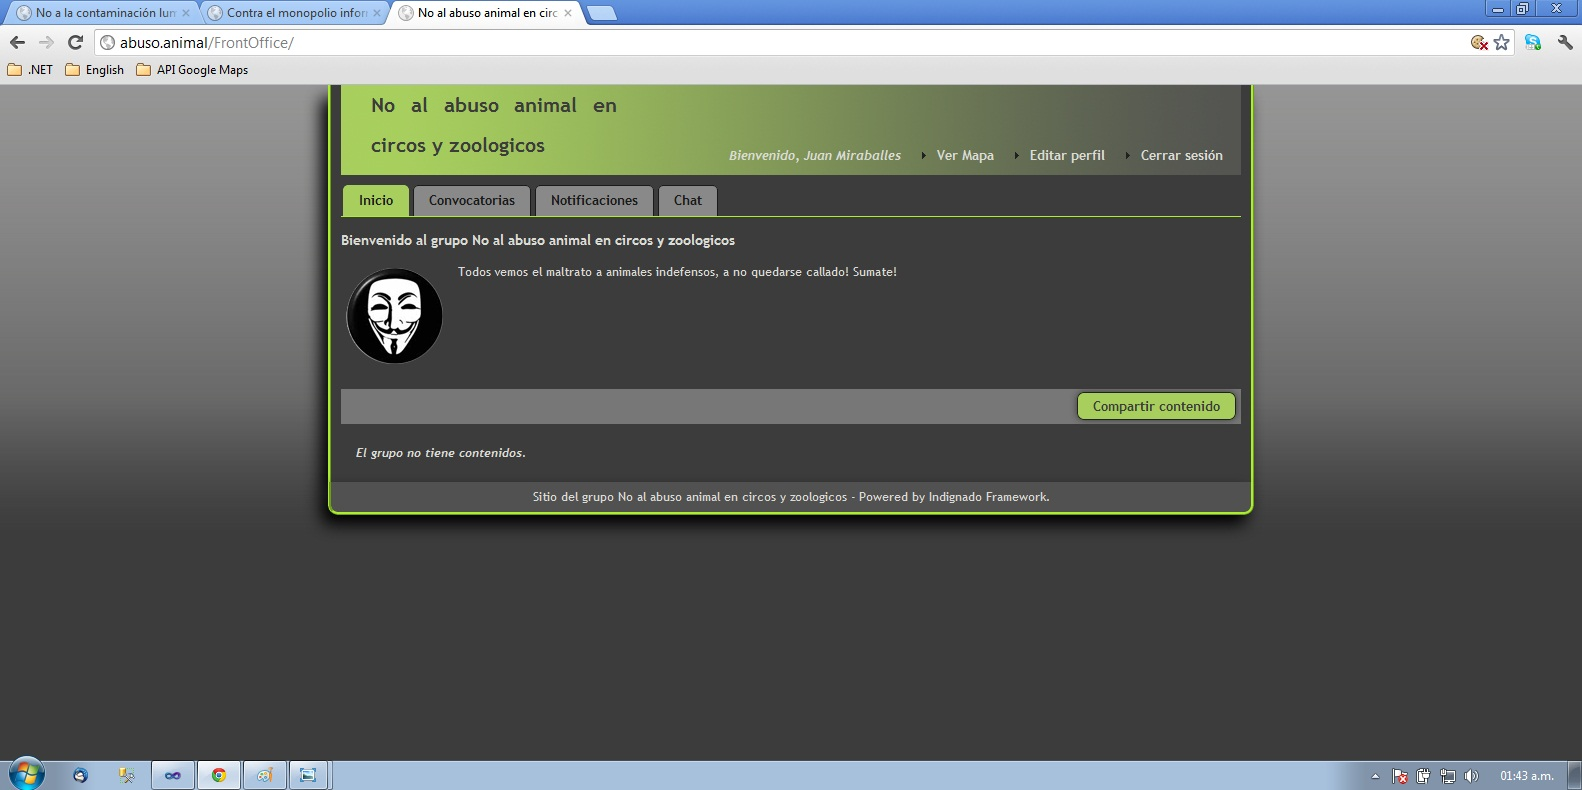 No a la contaminación lum
Contra el monopolio infor
No al abuso animal en circ
abuso.animal/FrontOffice/
.NET
English
API Google Maps
No al abuso animal en
circos y zoologicos
Bienvenido, Juan Miraballes
Ver Mapa
Editar perfil
Cerrar sesión
Inicio
Convocatorias
Notificaciones
Chat
Bienvenido al grupo No al abuso animal en circos y zoologicos
Todos vemos el maltrato a animales indefensos, a no quedarse callado! Sumate!
Compartir contenido
El grupo no tiene contenidos.
Sitio del grupo No al abuso animal en circos y zoologicos - Powered by Indignado Framework.
01:43 a.m.